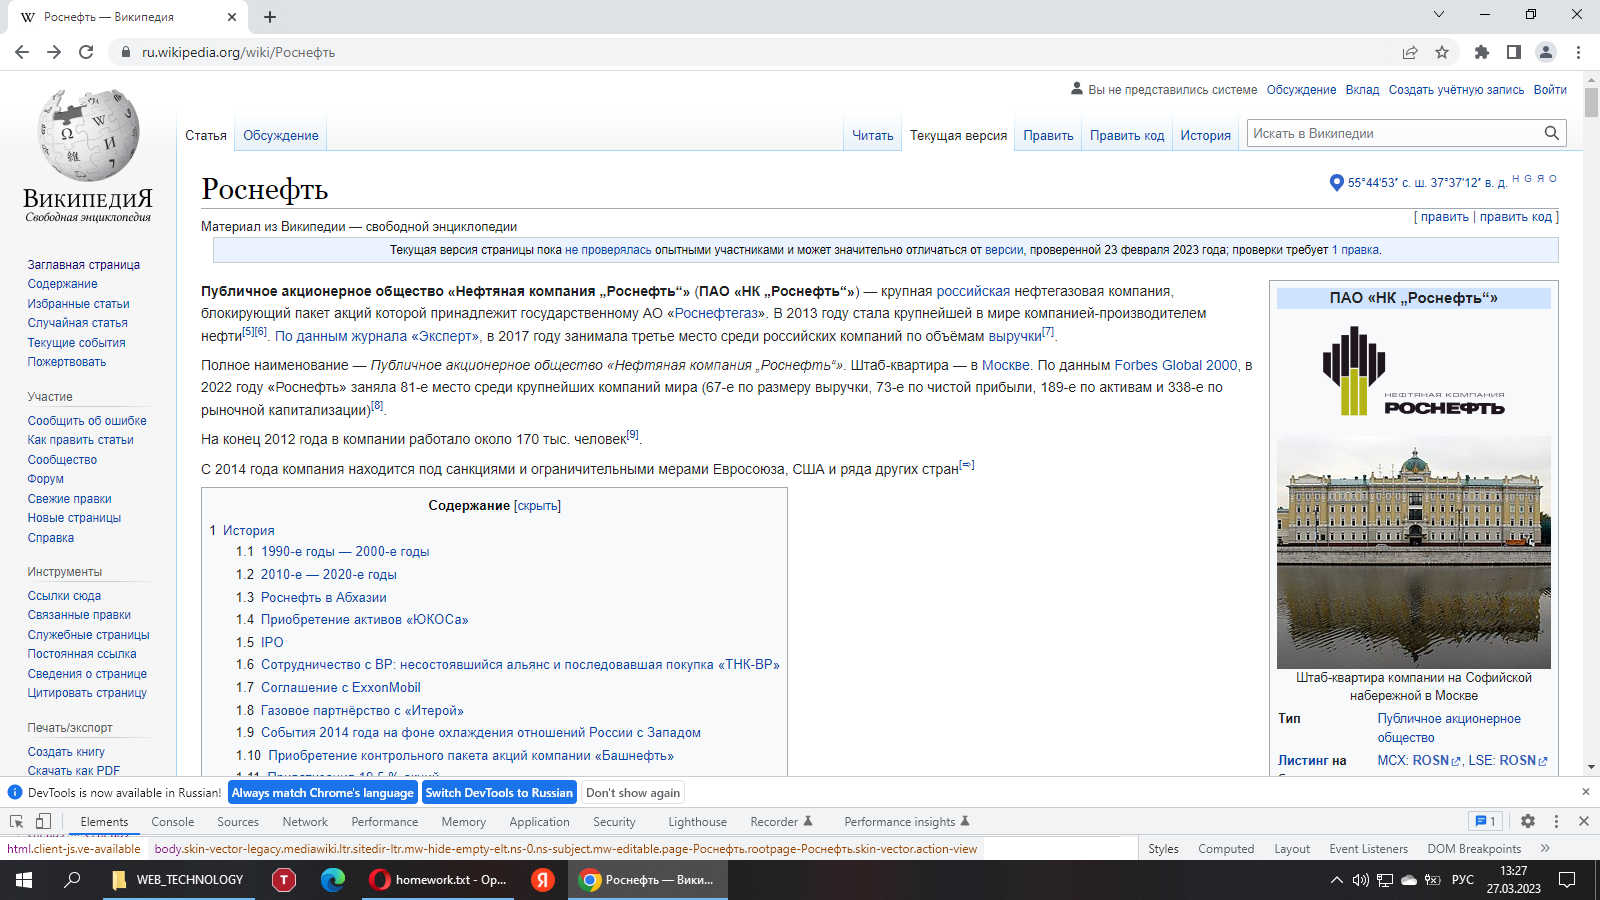 Роснефть — Википедия
ru.wikipedia.org/wiki/Роснефть
Вы не представились системе Обсуждение Вклад Создать учётную запись Войти
Статья Обсуждение Читать Текущая версия Править Править код История Искать в Википедии
ВикипедиЯ
Свободная энциклопедия
Заглавная страница
Содержание
Избранные статьи
Случайная статья
Текущие события
Пожертвовать
Участие
Сообщить об ошибке
Как править статьи
Сообщество
Форум
Свежие правки
Новые страницы
Справка
Инструменты
Ссылки сюда
Связанные правки
Служебные страницы
Постоянная ссылка
Сведения о странице
Цитировать страницу
Печать/экспорт
Создать книгу
Скачать как PDF
Роснефть
55°44′53″ с. ш. 37°37′12″ в. д. H G Я O
[ править | править код ]
Материал из Википедии — свободной энциклопедии
Текущая версия страницы пока не проверялась опытными участниками и может значительно отличаться от версии, проверенной 23 февраля 2023 года; проверки требует 1 правка.
Публичное акционерное общество «Нефтяная компания „Роснефть“» (ПАО «НК „Роснефть“») — крупная российская нефтегазовая компания,
блокирующий пакет акций которой принадлежит государственному АО «Роснефтегаз». В 2013 году стала крупнейшей в мире компанией-производителем
нефти[5][6]. По данным журнала «Эксперт», в 2017 году занимала третье место среди российских компаний по объёмам выручки[7].
Полное наименование — Публичное акционерное общество «Нефтяная компания „Роснефть“». Штаб-квартира — в Москве. По данным Forbes Global 2000, в
2022 году «Роснефть» заняла 81-е место среди крупнейших компаний мира (67-е по размеру выручки, 73-е по чистой прибыли, 189-е по активам и 338-е по
рыночной капитализации)[8].
На конец 2012 года в компании работало около 170 тыс. человек[9].
С 2014 года компания находится под санкциями и ограничительными мерами Евросоюза, США и ряда других стран[⇨]
Содержание [скрыть]
1 История
1.1 1990-е годы — 2000-е годы
1.2 2010-е — 2020-е годы
1.3 Роснефть в Абхазии
1.4 Приобретение активов «ЮКОСа»
1.5 IPO
1.6 Сотрудничество с BP: несостоявшийся альянс и последовавшая покупка «ТНК-BP»
1.7 Соглашение с ExxonMobil
1.8 Газовое партнёрство с «Итерой»
1.9 События 2014 года на фоне охлаждения отношений России с Западом
1.10 Приобретение контрольного пакета акций компании «Башнефть»
ПАО «НК „Роснефть“»
НЕФТЯНАЯ КОМПАНИЯ
РОСНЕФТЬ
Штаб-квартира компании на Софийской
набережной в Москве
Тип Публичное акционерное
общество
Листинг на MCX: ROSN, LSE: ROSN
DevTools is now available in Russian! Always match Chrome's language Switch DevTools to Russian Don't show again
Elements Console Sources Network Performance Memory Application Security Lighthouse Recorder Performance insights 1
html.client-js.ve-available body.skin-vector-legacy.mediawiki.ltr.sitedir-ltr.mw-hide-empty-elt.ns-0.ns-subject.mw-editable.page-Роснефть.rootpage-Роснефть.skin-vector.action-view
Styles Computed Layout Event Listeners DOM Breakpoints »
WEB_TECHNOLOGY T homework.txt - Op... Я Роснефть — Вики... РУС 13:27
27.03.2023